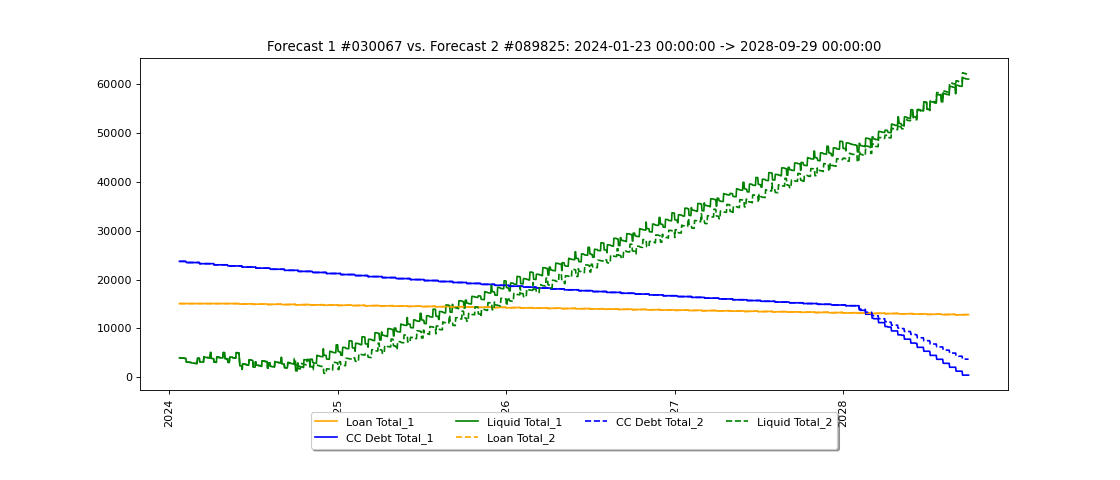 Forecast 1 #030067 vs. Forecast 2 #089825: 2024-01-23 00:00:00 -> 2028-09-29 00:00:00
60000
50000
40000
30000
20000
10000
0
2024
25
26
27
2028
Loan Total_1
Liquid Total_1
CC Debt Total_2
Liquid Total_2
CC Debt Total_1
Loan Total_2